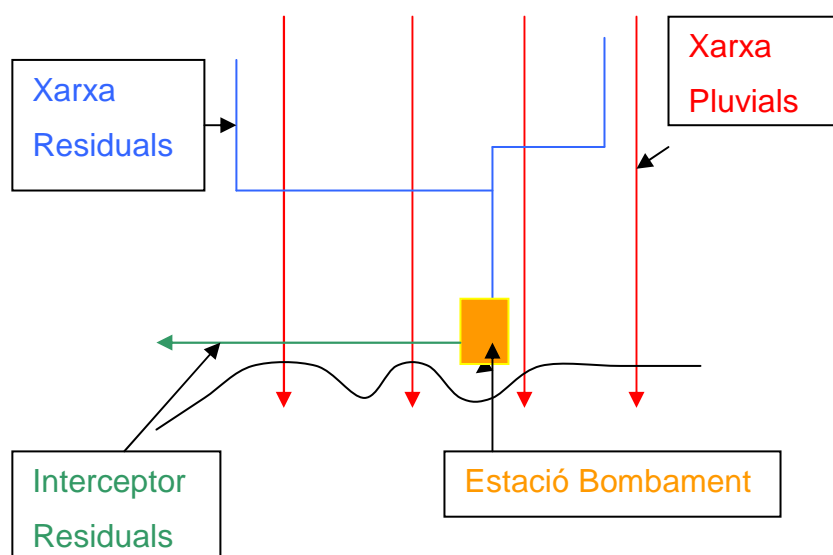 Xarxa
Residuals
Xarxa
Pluvials
Interceptor
Residuals
Estació Bombament